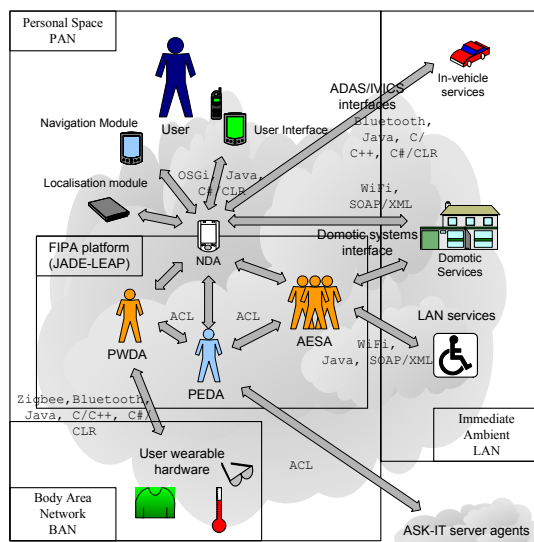 Personal Space
PAN
User
Navigation Module
User Interface
Localisation module
ADAS/IVICS
interfaces
In-vehicle
services
Bluetooth,
Java, C/
C++, C#/CLR
OSGi, Java,
C#/CLR
WiFi,
SOAP/XML
NDA
Domotic systems
interface
Domotic
Services
FIPA platform
(JADE-LEAP)
PWDA
ACL
ACL
PEDA
AESA
LAN services
WiFi,
Java, SOAP/XML
Zigbee,Bluetooth,
Java, C/C++, C#/
CLR
Immediate
Ambient
LAN
User wearable
hardware
ACL
Body Area
Network
BAN
ASK-IT server agents